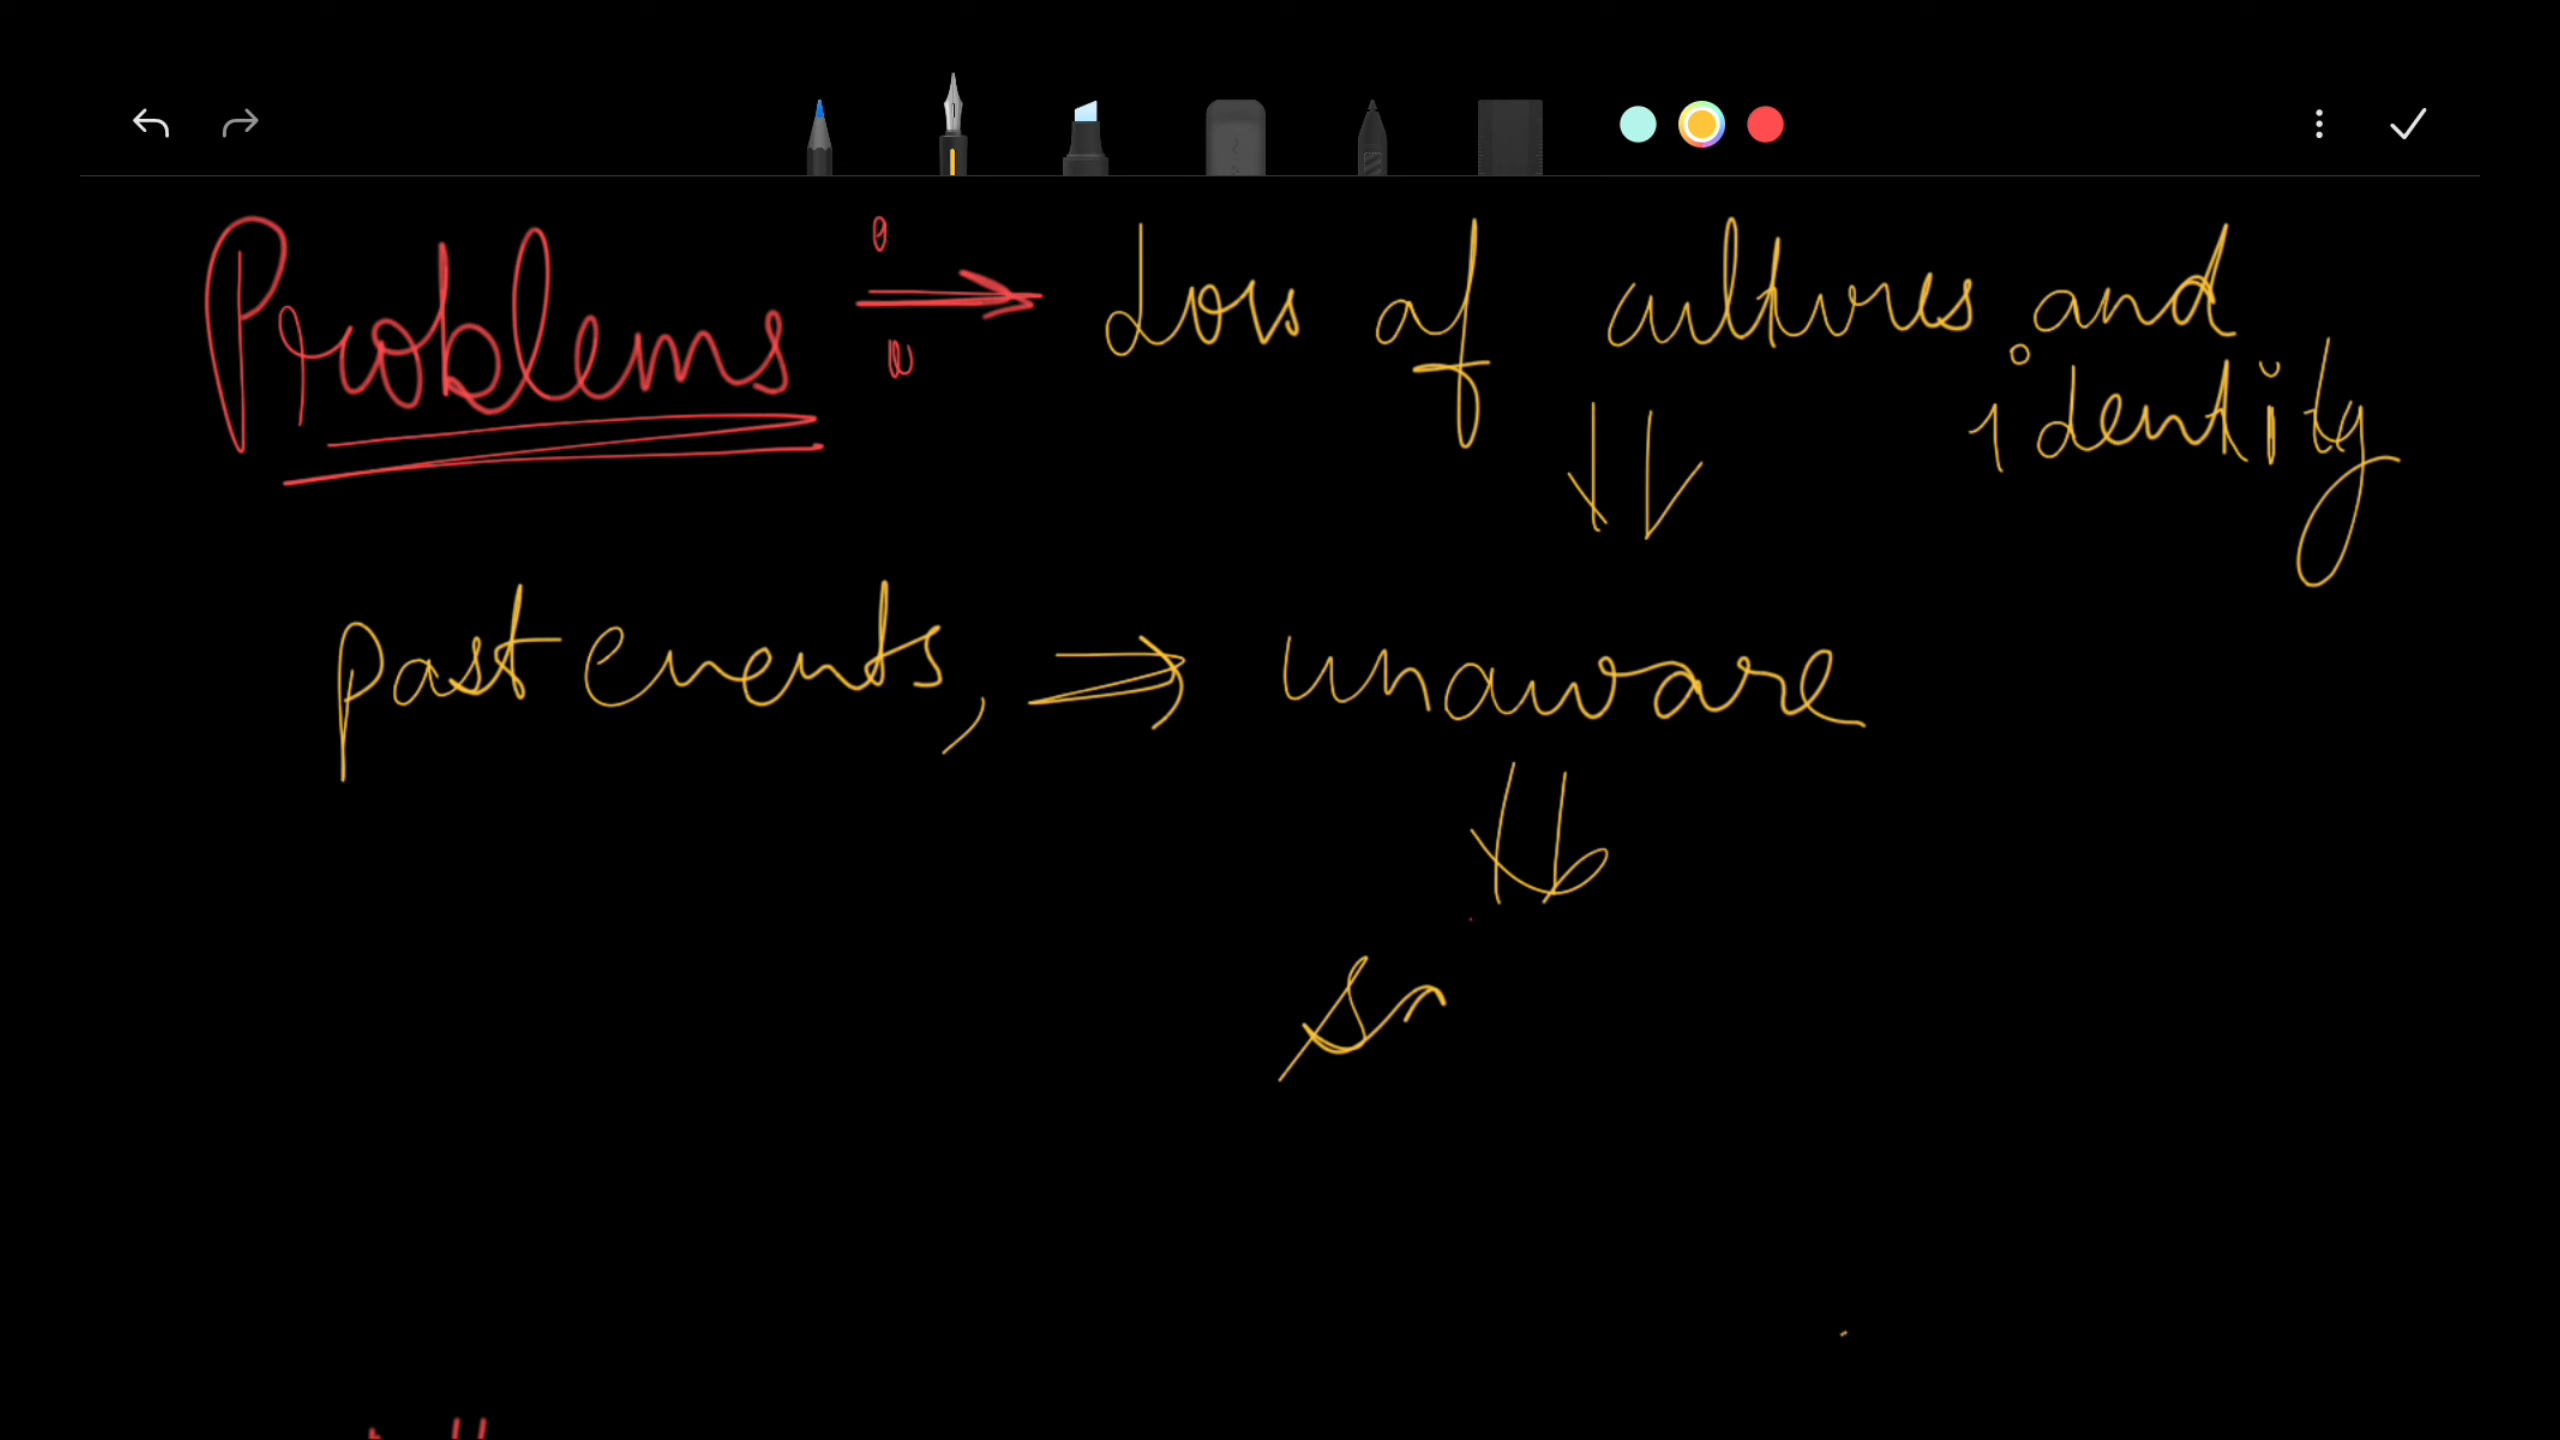 Problems ⇒ Loss of cultures and
identity
past events, ⇒ unaware